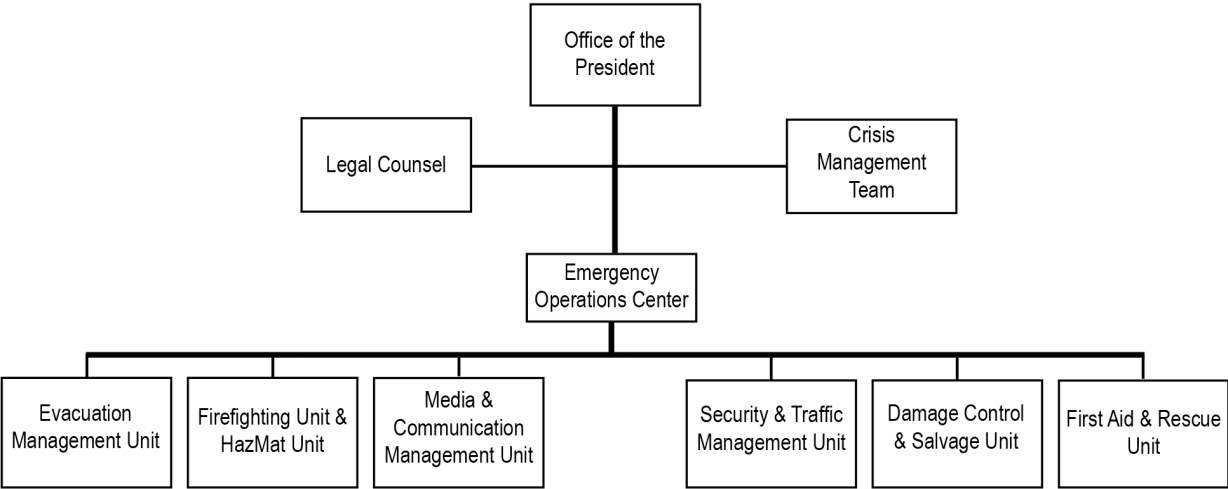 Office of the
President
Legal Counsel
Crisis
Management
Team
Emergency
Operations Center
Evacuation
Management Unit
Firefighting Unit &
HazMat Unit
Media &
Communication
Management Unit
Security & Traffic
Management Unit
Damage Control
& Salvage Unit
First Aid & Rescue
Unit